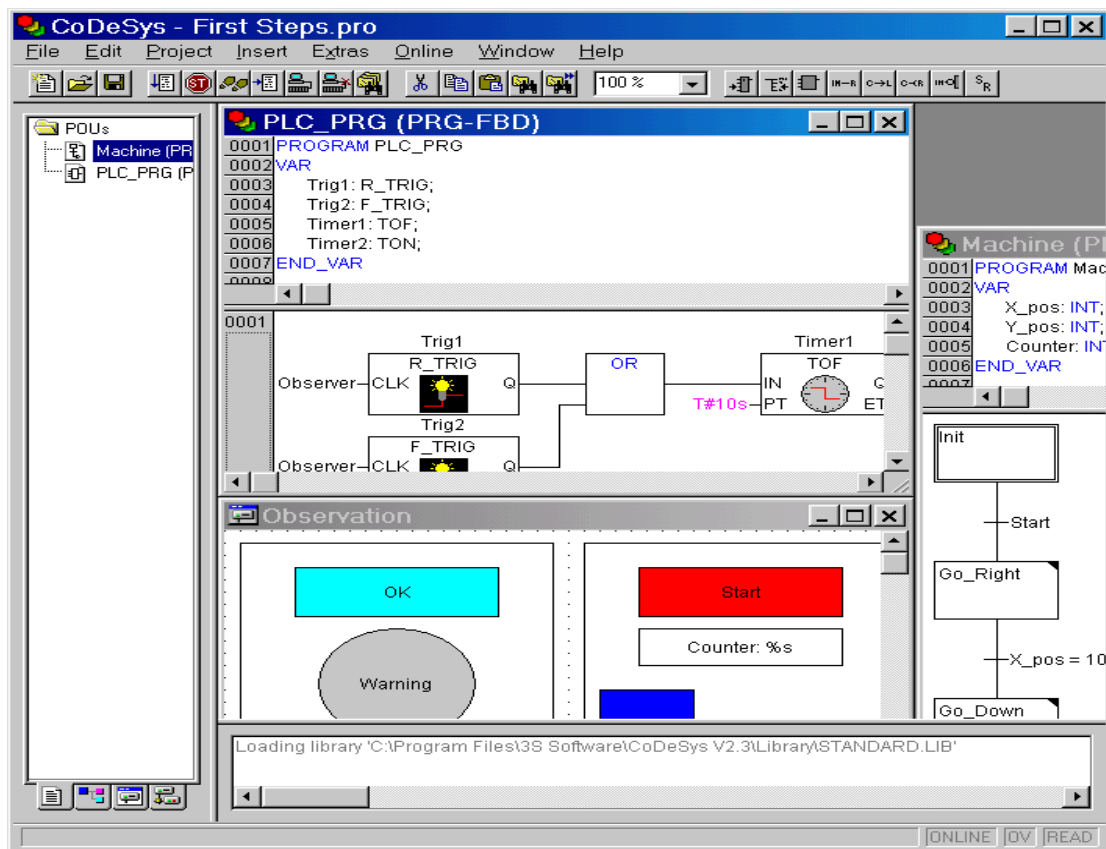 CoDeSys - First Steps.pro
File Edit Project Insert Extras Online Window Help
ST
100 %
IN-R
S R
POUs
Machine (PR
PLC_PRG (P
PLC_PRG (PRG-FBD)
0001 PROGRAM PLC_PRG
0002 VAR
0003 Trig1: R_TRIG;
0004 Trig2: F_TRIG;
0005 Timer1: TOF;
0006 Timer2: TON;
0007 END_VAR
0008
0001
Trig1
R_TRIG
Observer CLK Q
OR
Timer1
TOF
IN Q
T#10s PT ET
Trig2
F_TRIG
Observer CLK Q
Machine (PR
0001 PROGRAM Mac
0002 VAR
0003 X_pos: INT;
0004 Y_pos: INT;
0005 Counter: INT
0006 END_VAR
0007
Init
Start
Go_Right
X_pos = 10
Go_Down
Observation
OK
Warning
Start
Counter: %s
Loading library 'C:\Program Files\3S Software\CoDeSys V2.3\Library\STANDARD.LIB'
ONLINE OV READ